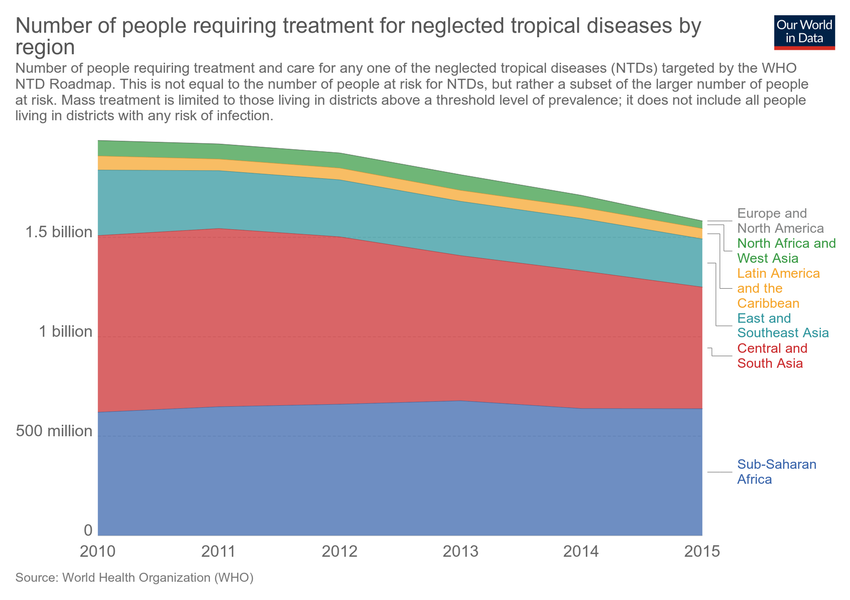 Number of people requiring treatment for neglected tropical diseases by
region
Our World
in Data
Number of people requiring treatment and care for any one of the neglected tropical diseases (NTDs) targeted by the WHO
NTD Roadmap. This is not equal to the number of people at risk for NTDs, but rather a subset of the larger number of people
at risk. Mass treatment is limited to those living in districts above a threshold level of prevalence; it does not include all people
living in districts with any risk of infection.
1.5 billion
1 billion
500 million
0
2010
2011
2012
2013
2014
2015
Europe and
North America
North Africa and
West Asia
Latin America
and the
Caribbean
East and
Southeast Asia
Central and
South Asia
Sub-Saharan
Africa
Source: World Health Organization (WHO)